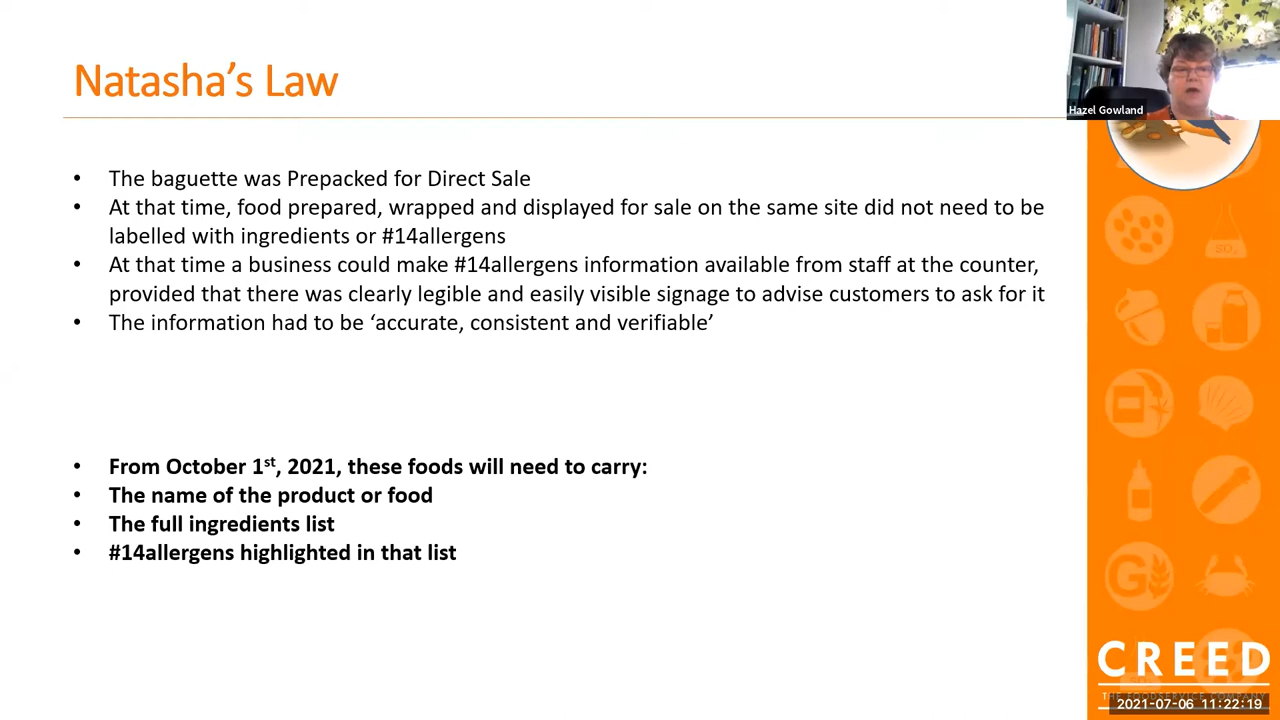 Natasha's Law
Hazel Gowland
• The baguette was Prepacked for Direct Sale
• At that time, food prepared, wrapped and displayed for sale on the same site did not need to be
labelled with ingredients or #14allergens
• At that time a business could make #14allergens information available from staff at the counter,
provided that there was clearly legible and easily visible signage to advise customers to ask for it
• The information had to be ‘accurate, consistent and verifiable’
• From October 1st, 2021, these foods will need to carry:
• The name of the product or food
• The full ingredients list
• #14allergens highlighted in that list
SO₂
G
CREED
THE FOODSERVICE COMPANY
2021-07-06 11:22:19